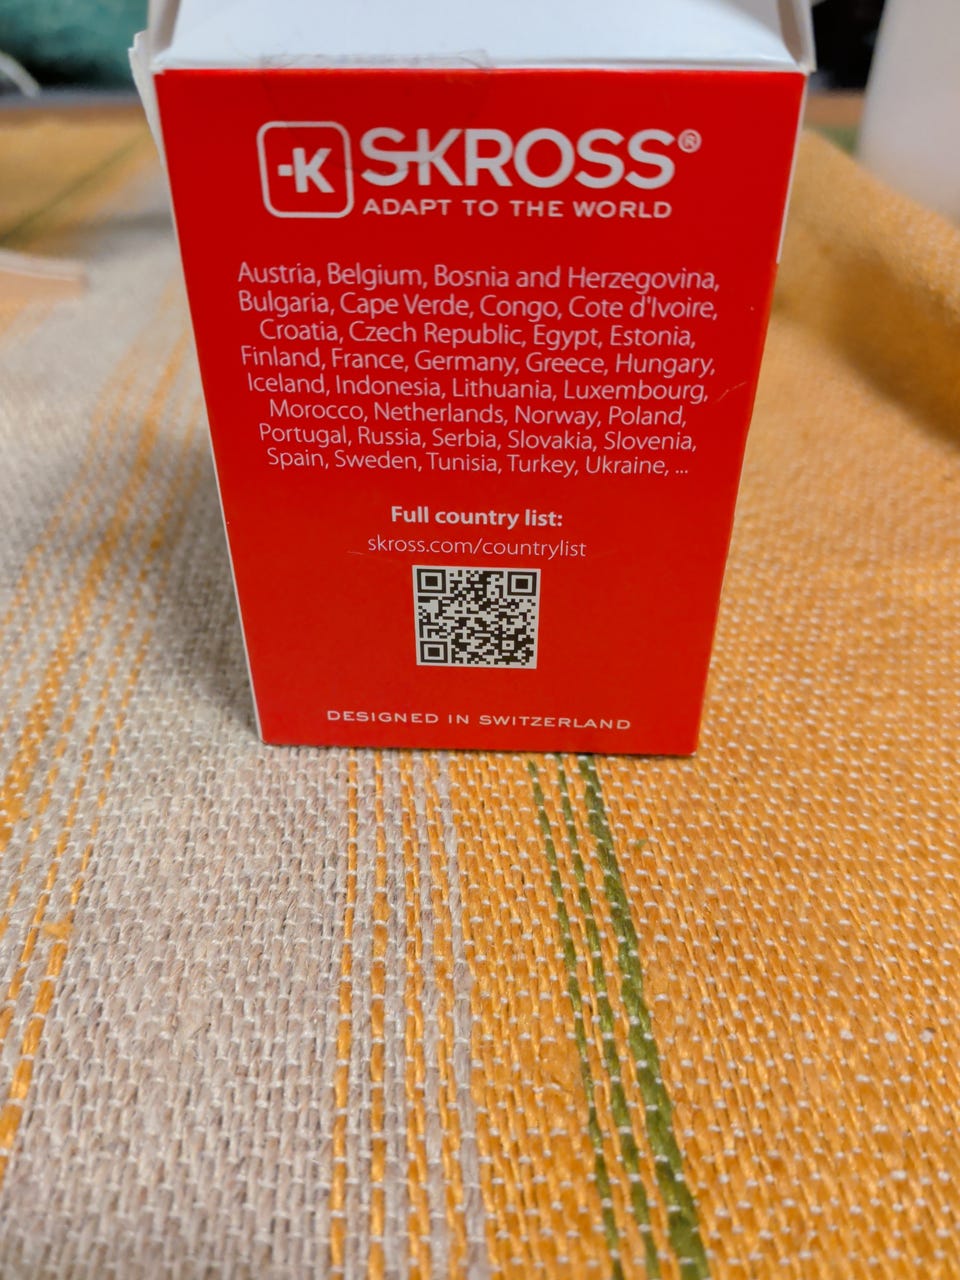 -K SKROSS®
ADAPT TO THE WORLD
Austria, Belgium, Bosnia and Herzegovina,
Bulgaria, Cape Verde, Congo, Cote d'Ivoire,
Croatia, Czech Republic, Egypt, Estonia,
Finland, France, Germany, Greece, Hungary,
Iceland, Indonesia, Lithuania, Luxembourg,
Morocco, Netherlands, Norway, Poland,
Portugal, Russia, Serbia, Slovakia, Slovenia,
Spain, Sweden, Tunisia, Turkey, Ukraine, ...
Full country list:
skross.com/countrylist
DESIGNED IN SWITZERLAND